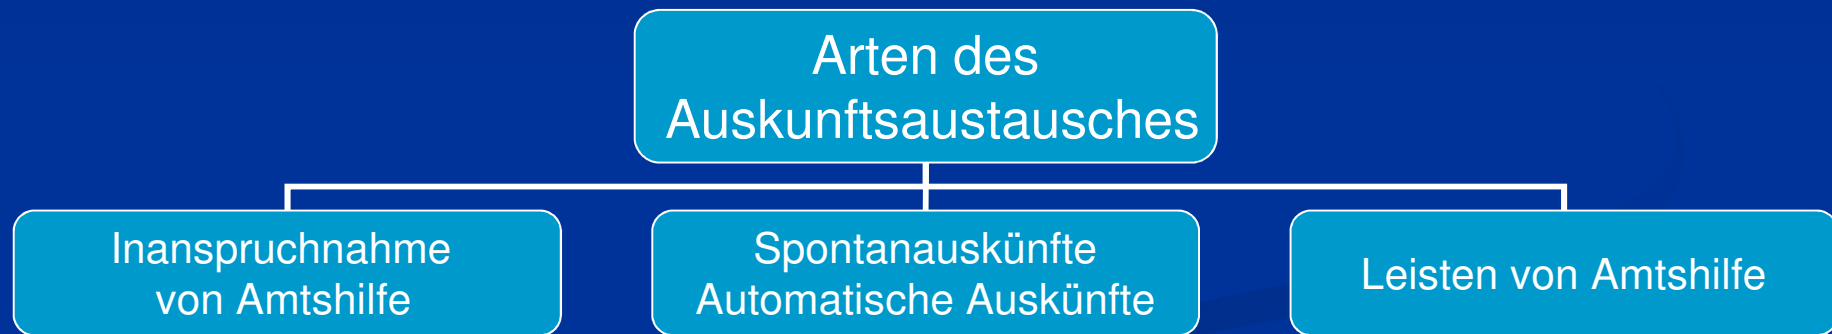 Arten des
Auskunftsaustausches
Inanspruchnahme
von Amtshilfe
Spontanauskünfte
Automatische Auskünfte
Leisten von Amtshilfe